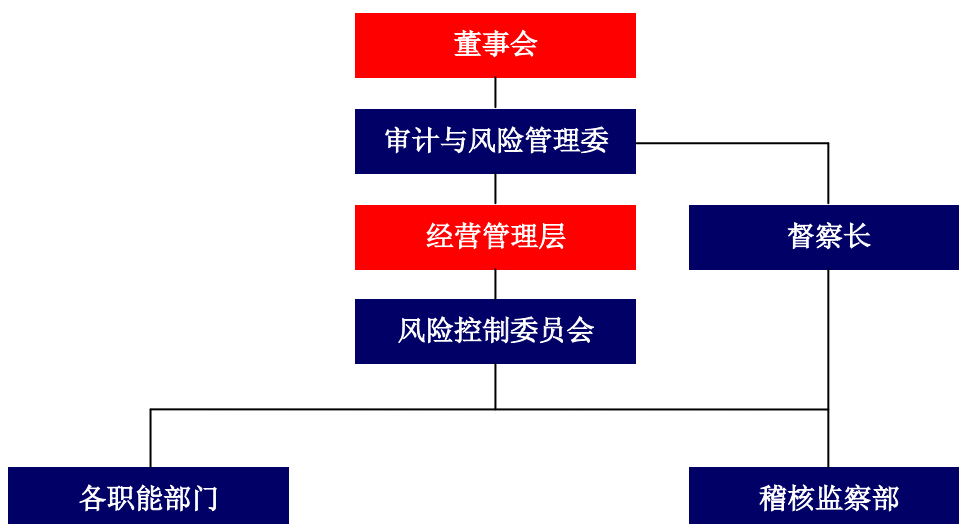 董事会
审计与风险管理委
经营管理层
督察长
风险控制委员会
各职能部门
稽核监察部